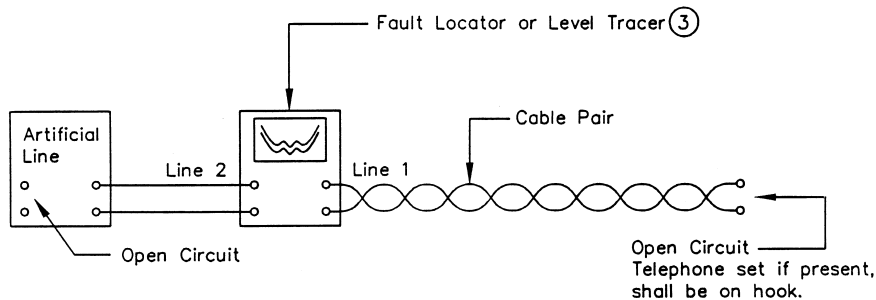 Fault Locator or Level Tracer 3
Cable Pair
Artificial
Line
Line 2
Line 1
Open Circuit
Open Circuit
Telephone set if present,
shall be on hook.